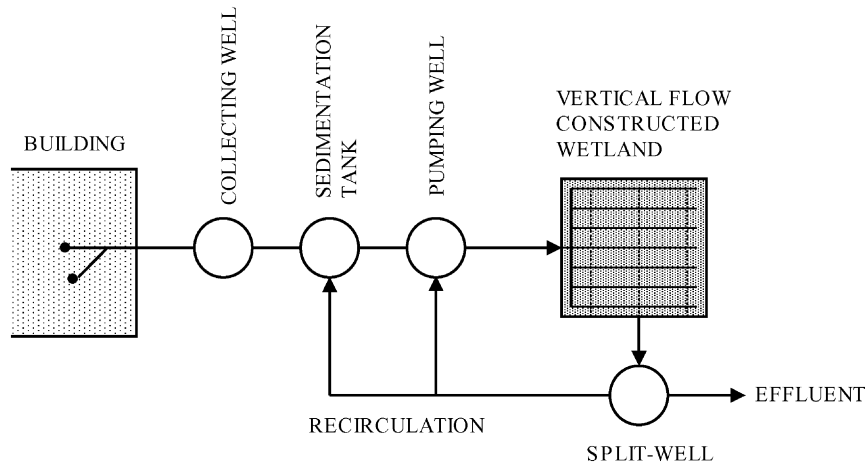 BUILDING
COLLECTING WELL
SEDIMENTATION
TANK
PUMPING WELL
VERTICAL FLOW
CONSTRUCTED
WETLAND
RECIRCULATION
EFFLUENT
SPLIT-WELL